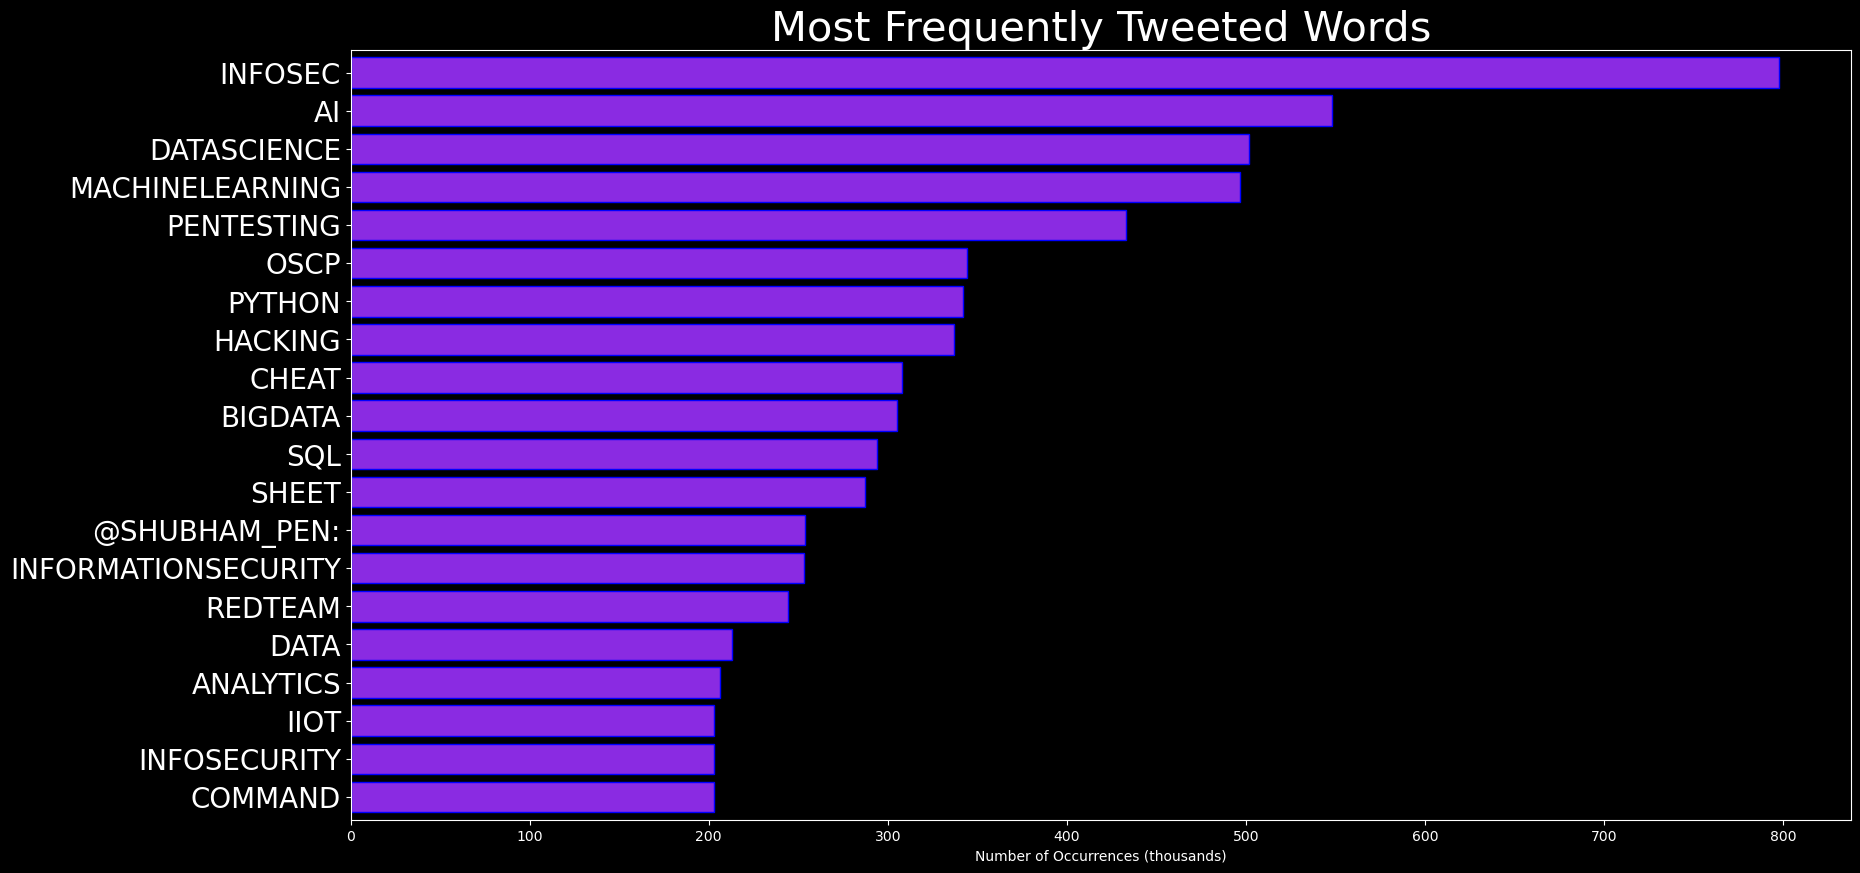 Most Frequently Tweeted Words
INFOSEC
AI
DATASCIENCE
MACHINELEARNING
PENTESTING
OSCP
PYTHON
HACKING
CHEAT
BIGDATA
SQL
SHEET
@SHUBHAM_PEN:
INFORMATIONSECURITY
REDTEAM
DATA
ANALYTICS
IIOT
INFOSECURITY
COMMAND
0 100 200 300 400 500 600 700 800
Number of Occurrences (thousands)